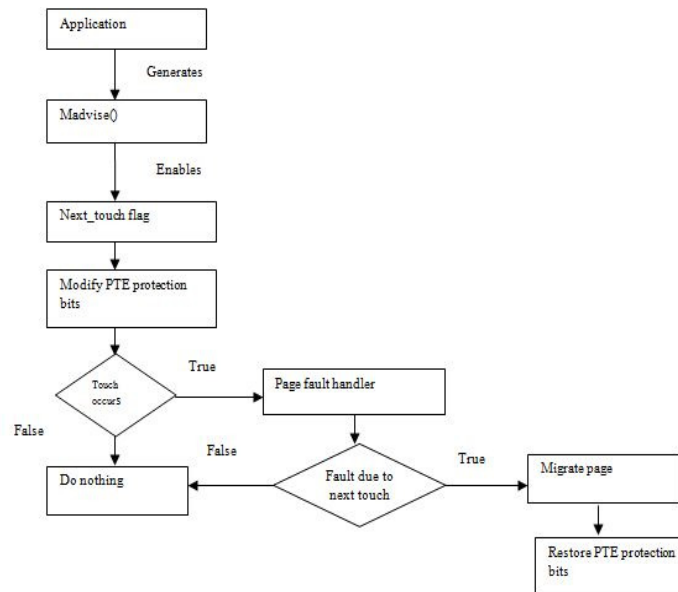 Application
Generates
Madvise()
Enables
Next_touch flag
Modify PTE protection
bits
Touch
occurs
True
Page fault handler
False
Do nothing
False
Fault due to
next touch
True
Migrate page
Restore PTE protection
bits